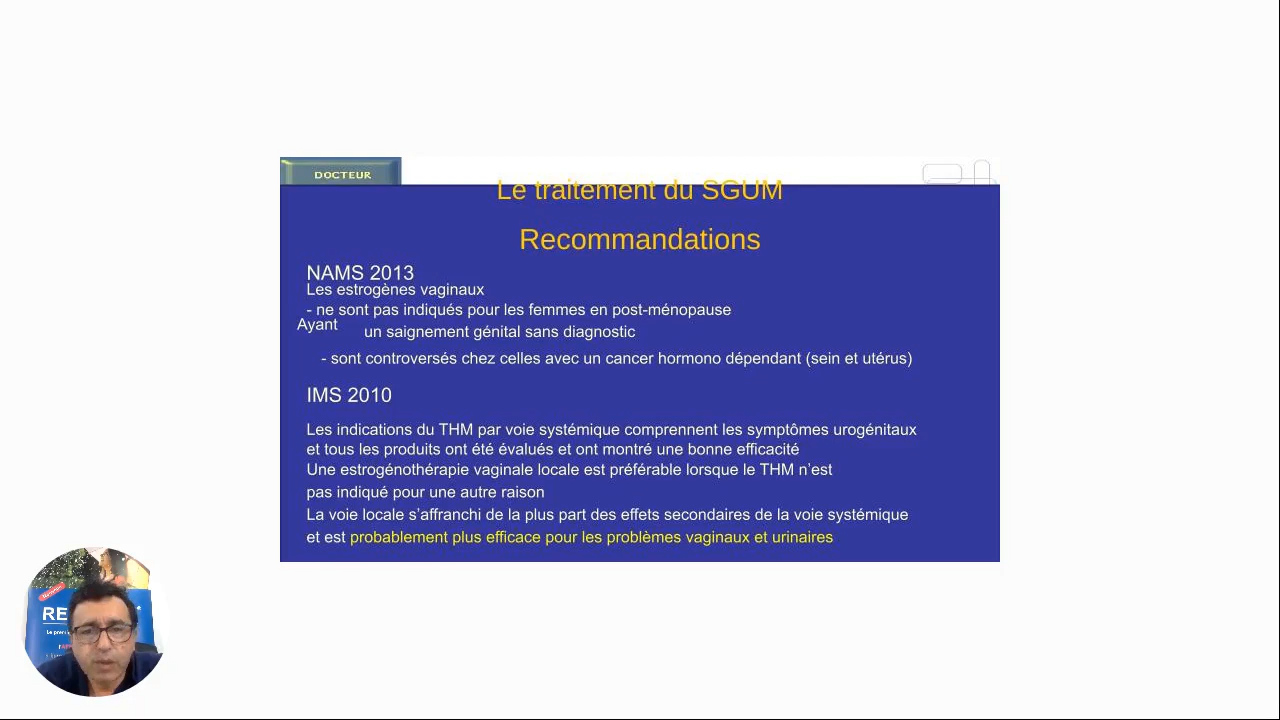 DOCTEUR
Le traitement du SGUM
Recommandations
NAMS 2013
Les estrogènes vaginaux
- ne sont pas indiqués pour les femmes en post-ménopause
Ayant un saignement génital sans diagnostic
- sont controversés chez celles avec un cancer hormono dépendant (sein et utérus)
IMS 2010
Les indications du THM par voie systémique comprennent les symptômes urogénitaux
et tous les produits ont été évalués et ont montré une bonne efficacité
Une estrogénothérapie vaginale locale est préférable lorsque le THM n’est
pas indiqué pour une autre raison
La voie locale s’affranchi de la plus part des effets secondaires de la voie systémique
et est probablement plus efficace pour les problèmes vaginaux et urinaires
RE
Le premi